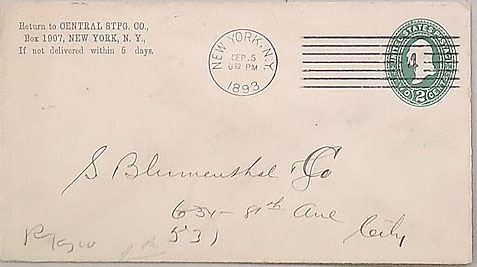 Return to CENTRAL STPG. CO.,
Box 1097, NEW YORK, N. Y.,
If not delivered within 5 days.
NEW YORK, N.Y.
SEP. 5
PM
1893
UNITED STATES POSTAGE
TWO 2 CENTS
S Blumenthal & Co
634 - 8th Ave
531
City